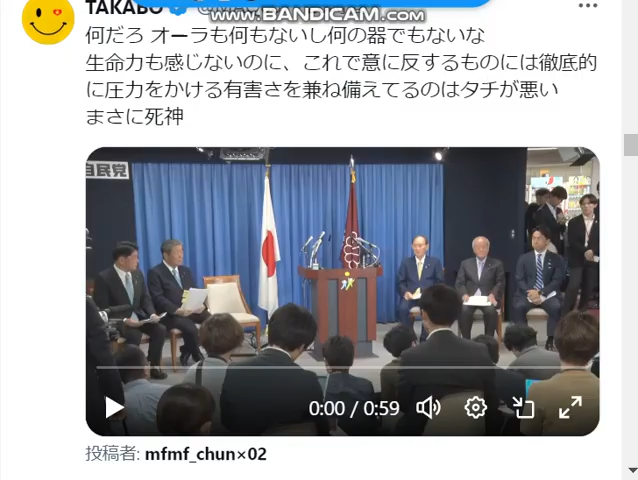 TAKABO
www.BANDICAM.com
何だろ オーラも何もないし何の器でもないな
生命力も感じないのに、これで意に反するものには徹底的
に圧力をかける有害さを兼ね備えてるのはタチが悪い
まさに死神
自民党
0:00 / 0:59
投稿者: mfmf_chun×02